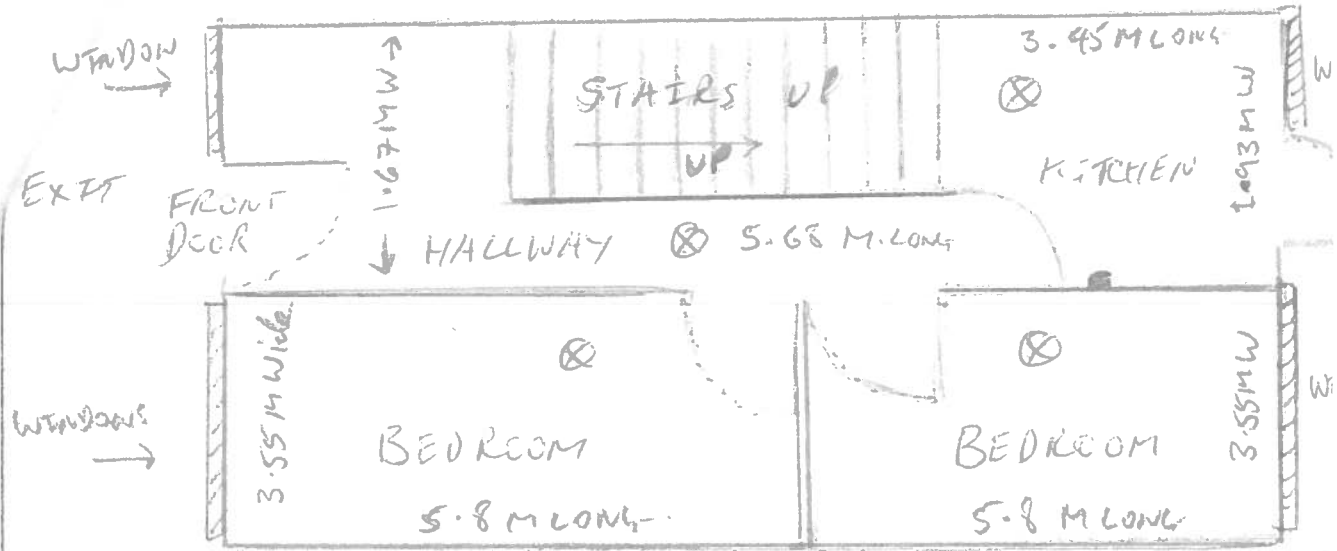 WINDOW
3.45 M LONG
STAIRS UP
UP
1.67 M W
1.93 M W
KITCHEN
EXIT
FRONT
DOOR
HALLWAY
5.68 M.LONG
3.55 M Wide
3.55 M W
WINDOWS
BEDROOM
BEDROOM
5.8 M LONG
5.8 M LONG